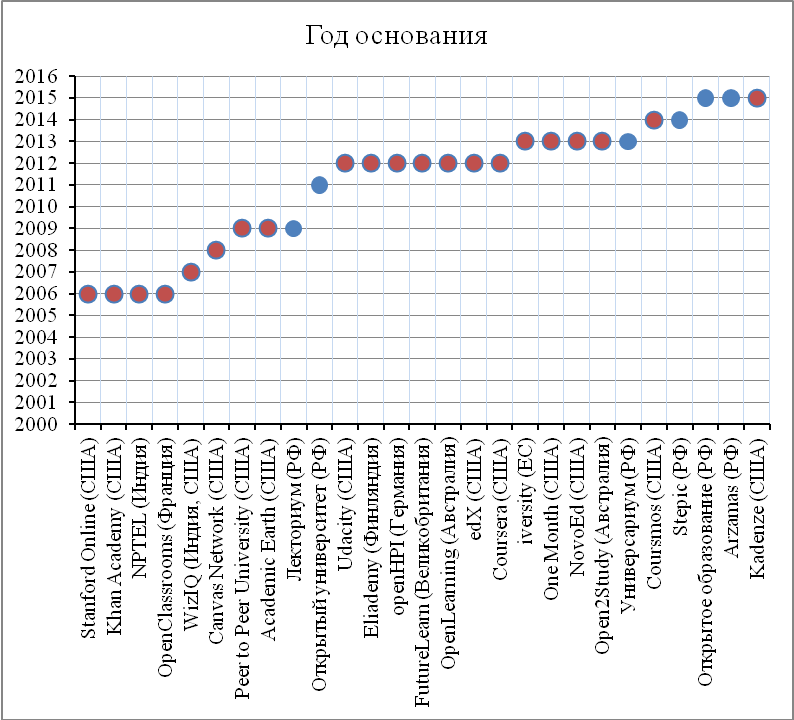 Год основания
2016
2015
2014
2013
2012
2011
2010
2009
2008
2007
2006
2005
2004
2003
2002
2001
2000
Stanford Online (США)
Khan Academy (США)
NPTEL (Индия)
OpenClassrooms (Франция)
WizIQ (Индия, США)
Canvas Network (США)
Peer to Peer University (США)
Academic Earth (США)
Лекториум (РФ)
Открытый университет (РФ)
Udacity (США)
Eliademy (Финляндия)
openHPI (Германия)
FutureLearn (Великобритания)
OpenLearning (Австралия)
edX (США)
Coursera (США)
iversity (ЕС)
One Month (США)
NovoEd (США)
Open2Study (Австралия)
Универсариум (РФ)
Coursmos (США)
Stepic (РФ)
Открытое образование (РФ)
Arzamas (РФ)
Kadenze (США)